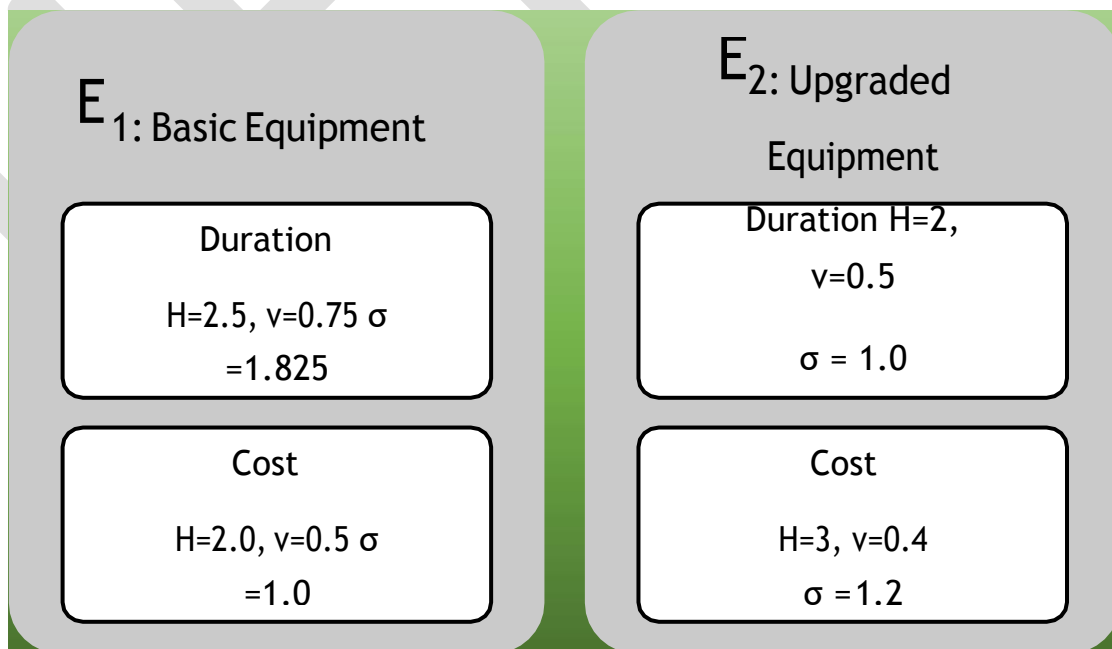 E1: Basic Equipment
Duration
H=2.5, v=0.75 σ
=1.825
Cost
H=2.0, v=0.5 σ
=1.0
E2: Upgraded
Equipment
Duration H=2,
v=0.5
σ = 1.0
Cost
H=3, v=0.4
σ =1.2